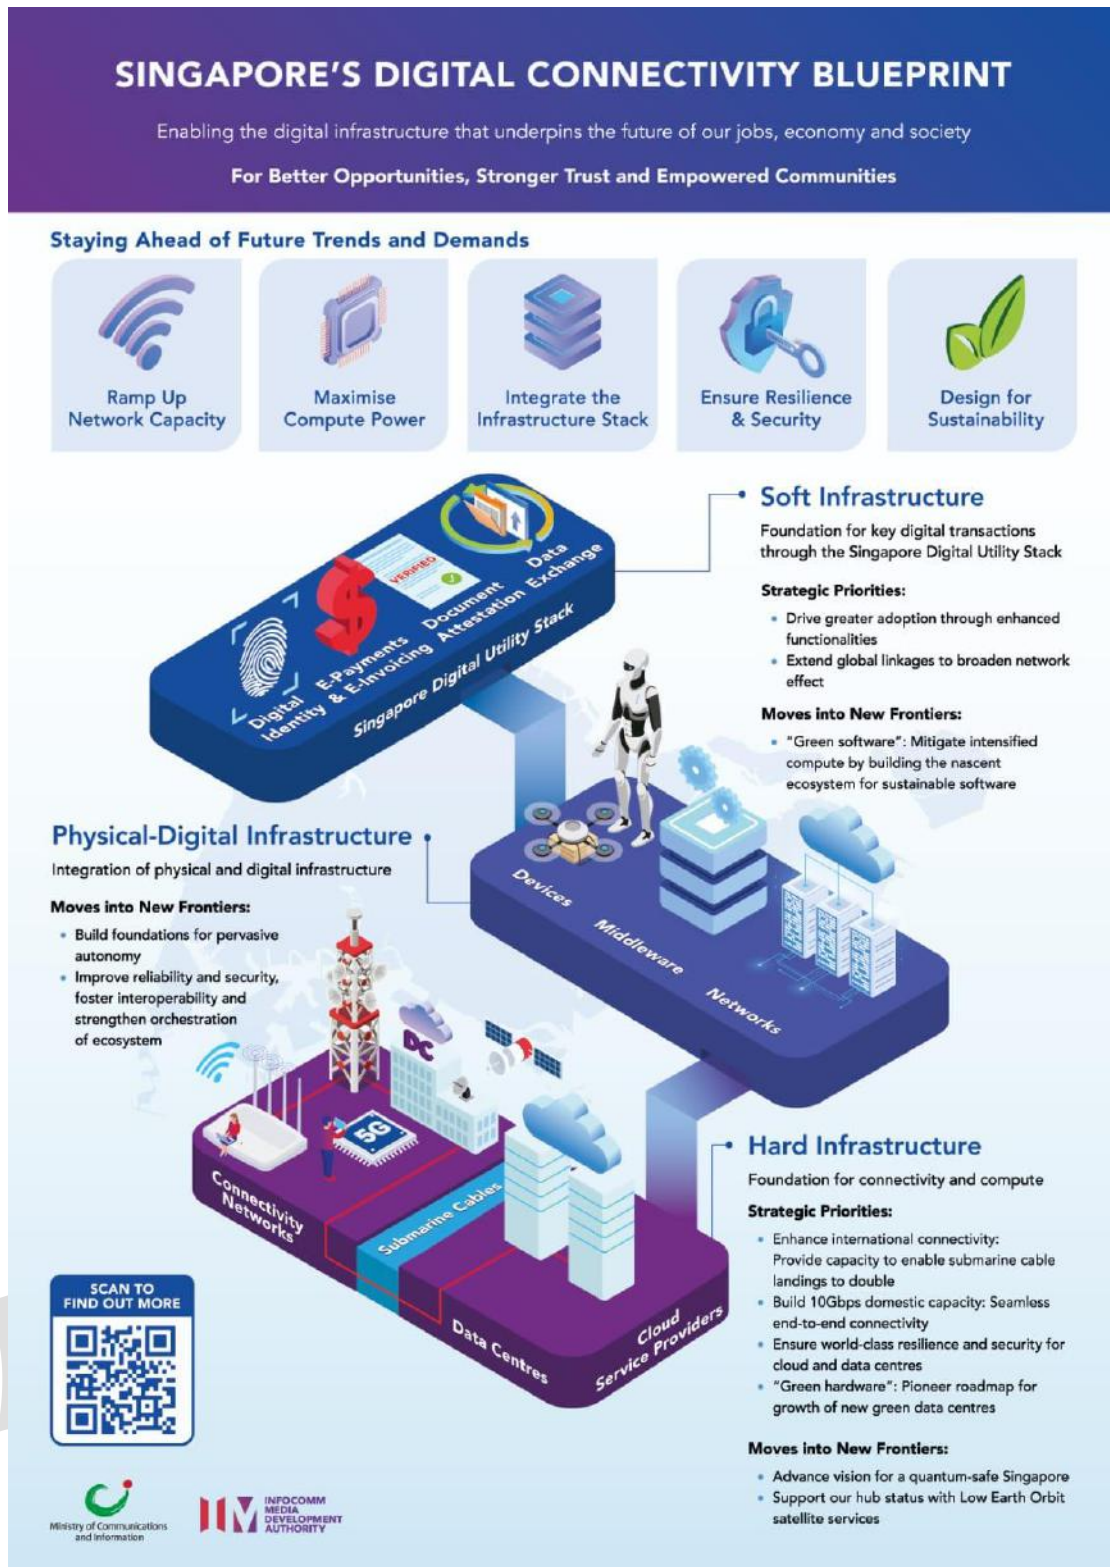 SINGAPORE'S DIGITAL CONNECTIVITY BLUEPRINT
Enabling the digital infrastructure that underpins the future of our jobs, economy and society
For Better Opportunities, Stronger Trust and Empowered Communities
Staying Ahead of Future Trends and Demands
Ramp Up
Network Capacity
Maximise
Compute Power
Integrate the
Infrastructure Stack
Ensure Resilience
& Security
Design for
Sustainability
VERIFIED
Digital
Identity
E-Payments
& E-Invoicing
Document
Attestation
Data
Exchange
Singapore Digital Utility Stack
Soft Infrastructure
Foundation for key digital transactions
through the Singapore Digital Utility Stack
Strategic Priorities:
• Drive greater adoption through enhanced
functionalities
• Extend global linkages to broaden network
effect
Moves into New Frontiers:
• "Green software": Mitigate intensified
compute by building the nascent
ecosystem for sustainable software
Physical-Digital Infrastructure
Integration of physical and digital infrastructure
Moves into New Frontiers:
• Build foundations for pervasive
autonomy
• Improve reliability and security,
foster interoperability and
strengthen orchestration
of ecosystem
Devices
Middleware
Networks
DC
5G
Connectivity
Networks
Submarine Cables
Data Centres
Cloud
Service Providers
Hard Infrastructure
Foundation for connectivity and compute
Strategic Priorities:
• Enhance international connectivity:
Provide capacity to enable submarine cable
landings to double
• Build 10Gbps domestic capacity: Seamless
end-to-end connectivity
• Ensure world-class resilience and security for
cloud and data centres
• "Green hardware": Pioneer roadmap for
growth of new green data centres
Moves into New Frontiers:
• Advance vision for a quantum-safe Singapore
• Support our hub status with Low Earth Orbit
satellite services
SCAN TO
FIND OUT MORE
Ministry of Communications
and Information
INFOCOMM
MEDIA
DEVELOPMENT
AUTHORITY